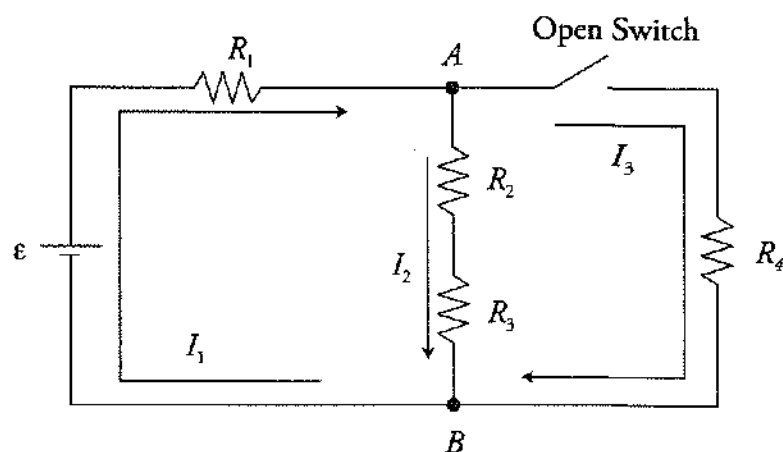 Open Switch
R₁
A
I₃
R₂
ε
I₂
R₄
R₃
I₁
B